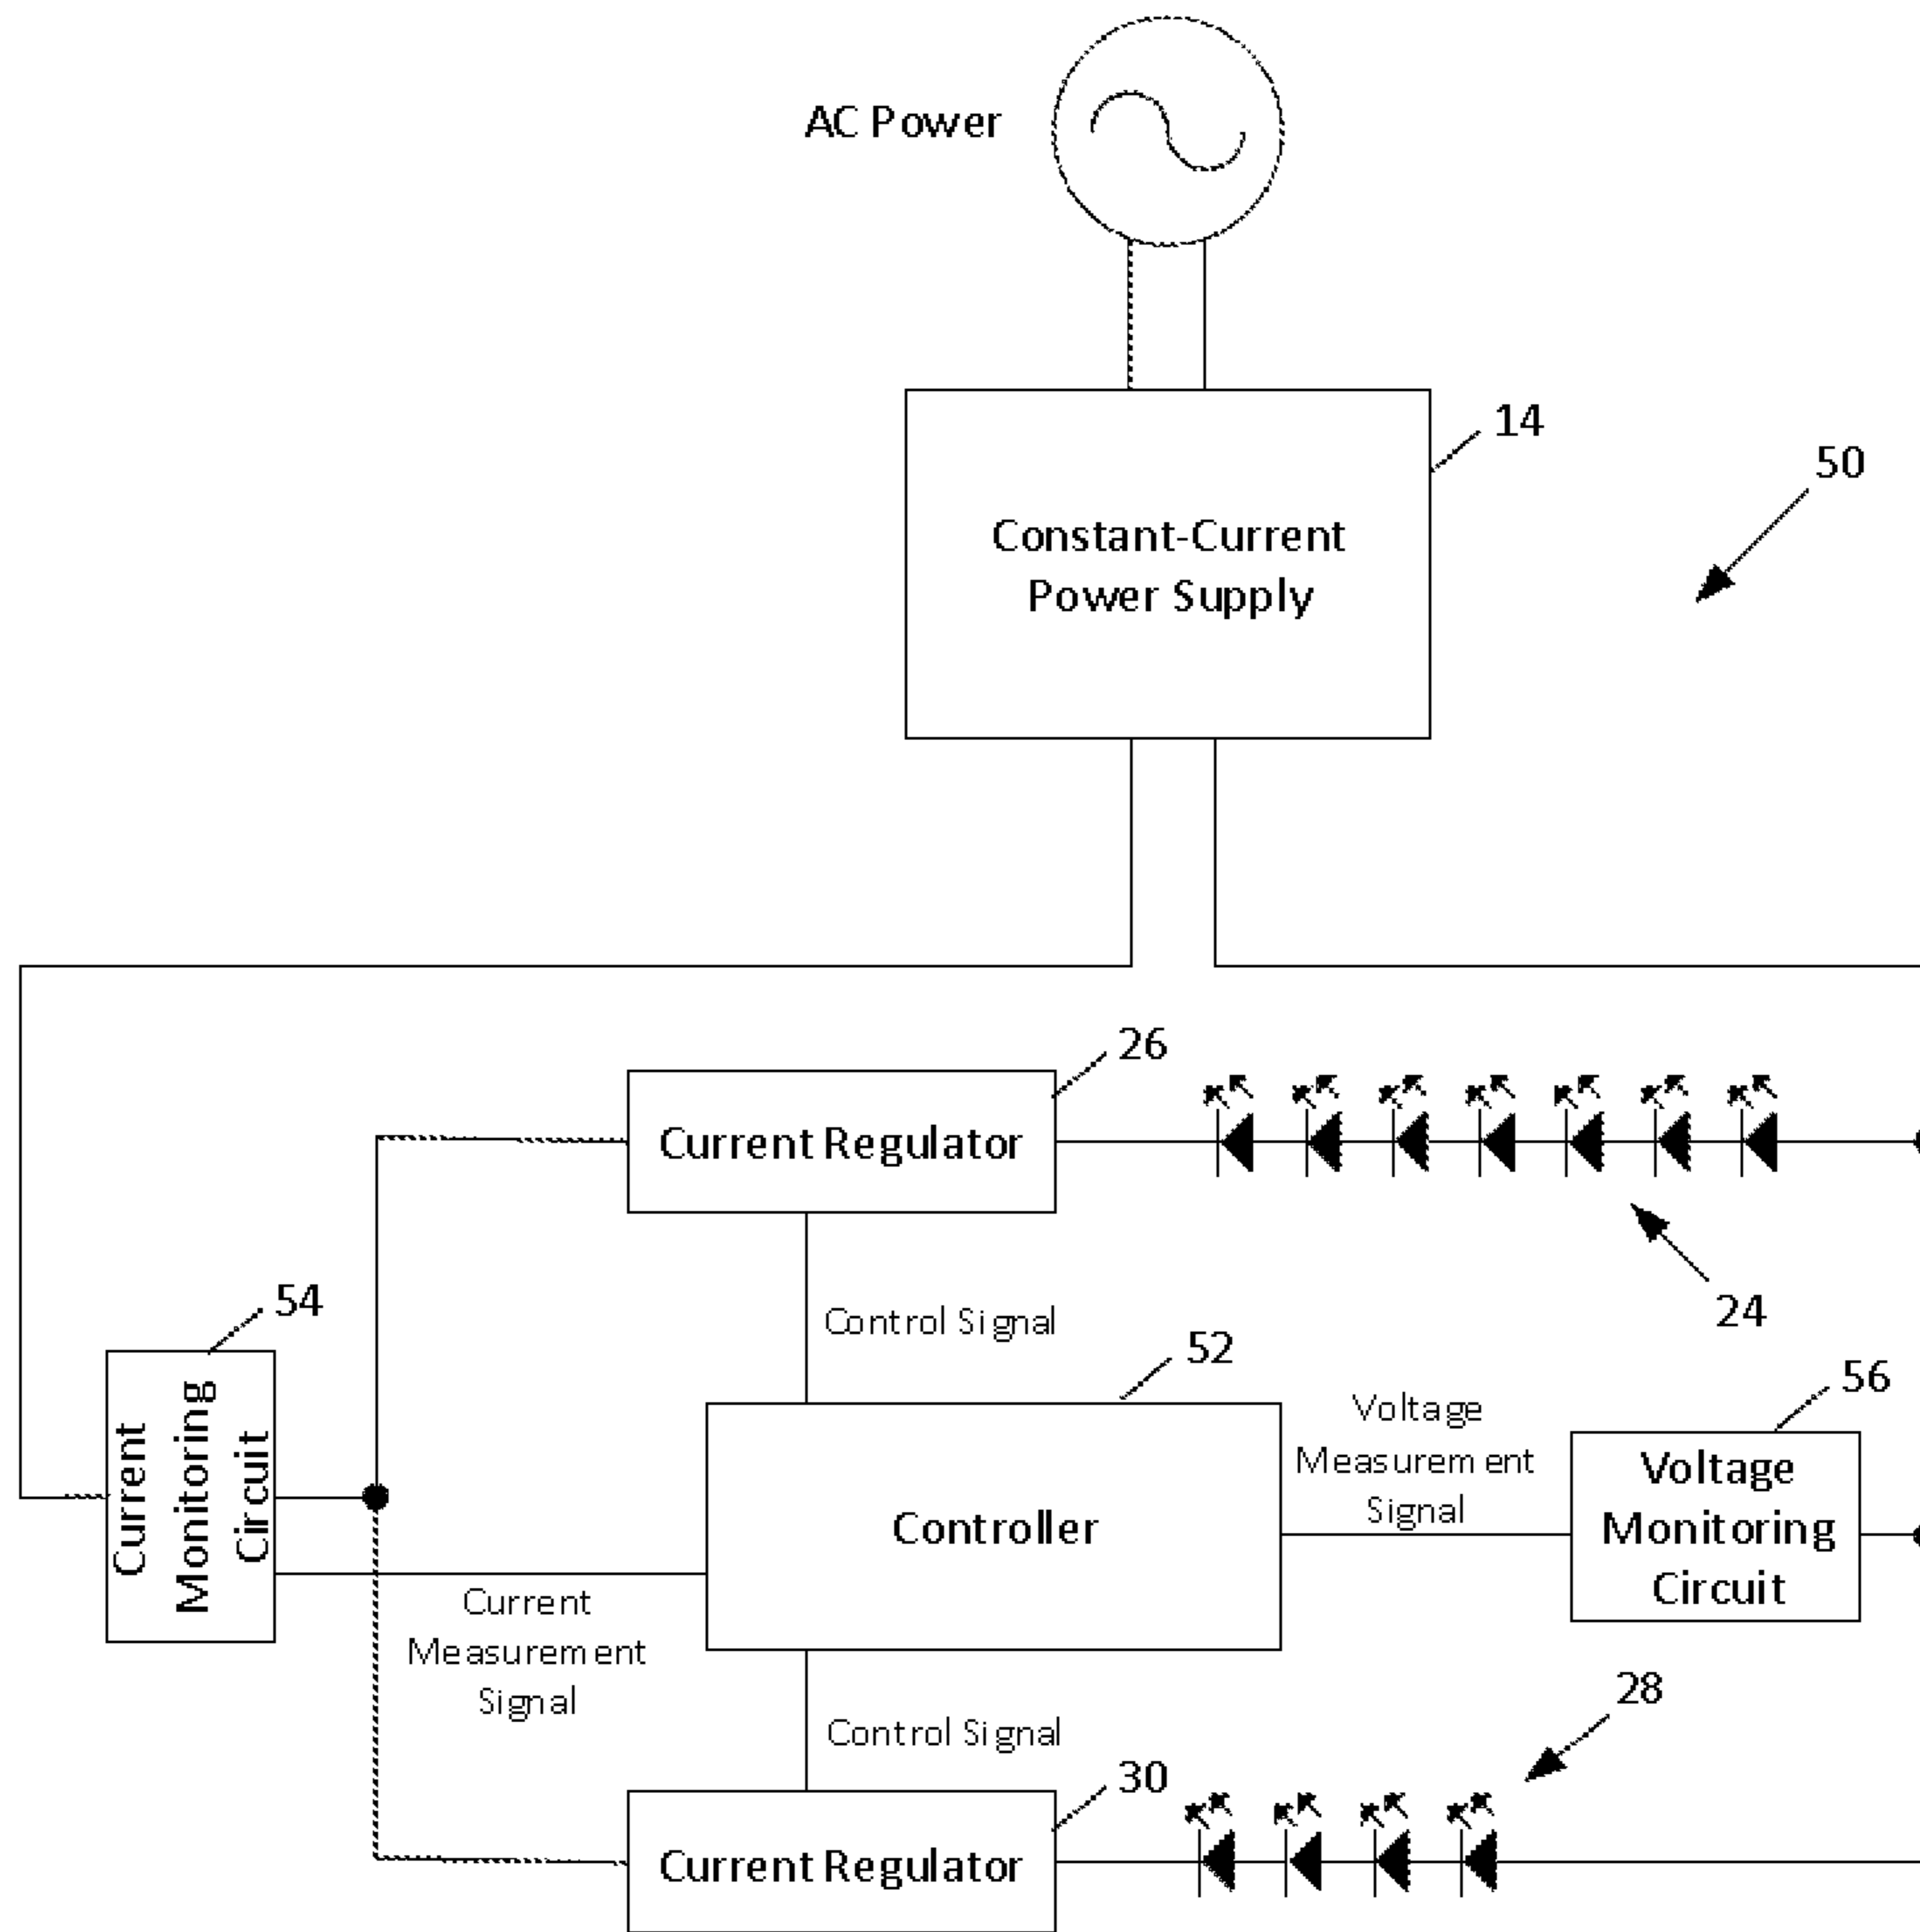 AC Power
14
50
Constant-Current
Power Supply
26
Current Regulator
24
54
Control Signal
52
56
Current
Monitoring
Circuit
Controller
Voltage
Measurement
Signal
Voltage
Monitoring
Circuit
Current
Measurement
Signal
28
Control Signal
30
Current Regulator